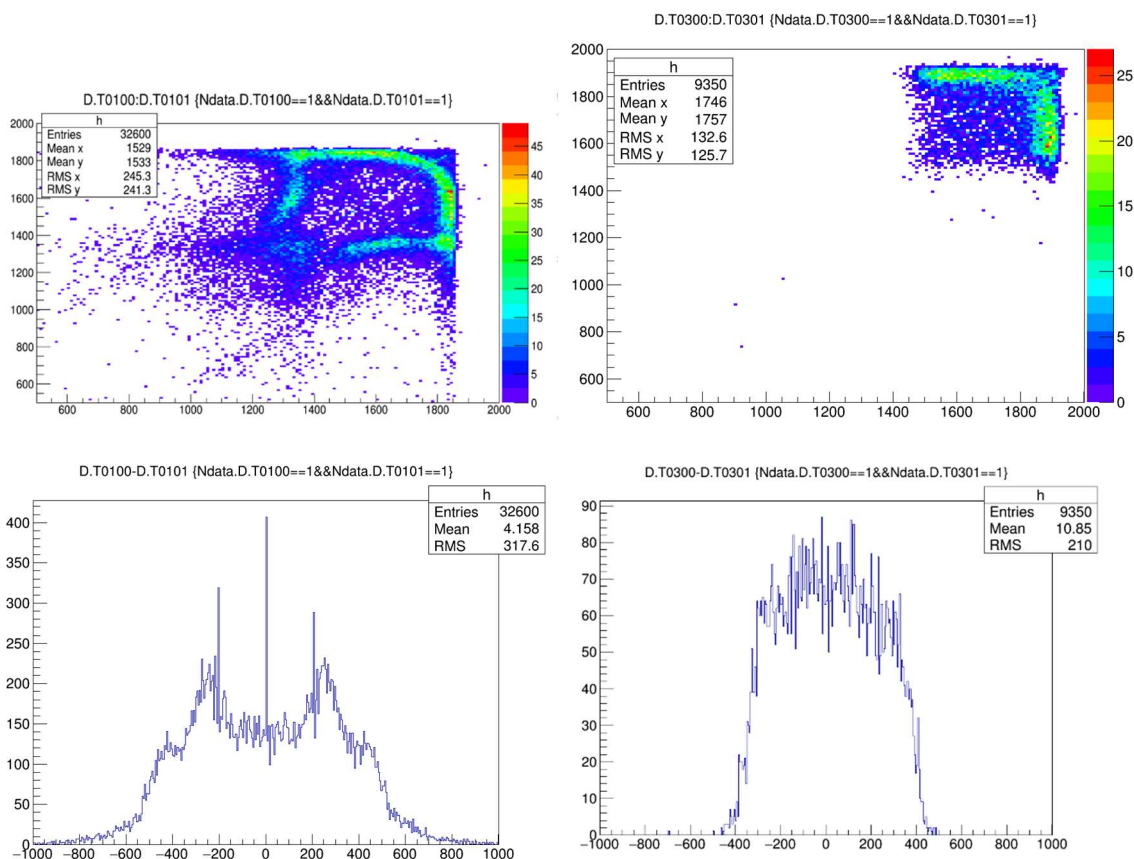 D.T0100:D.T0101 {Ndata.D.T0100==1&&Ndata.D.T0101==1}
h
Entries 32600
Mean x 1529
Mean y 1533
RMS x 245.3
RMS y 241.3
2000
1800
1600
1400
1200
1000
800
600
600 800 1000 1200 1400 1600 1800 2000
45
40
35
30
25
20
15
10
5
0
D.T0300:D.T0301 {Ndata.D.T0300==1&&Ndata.D.T0301==1}
h
Entries 9350
Mean x 1746
Mean y 1757
RMS x 132.6
RMS y 125.7
2000
1800
1600
1400
1200
1000
800
600
600 800 1000 1200 1400 1600 1800 2000
25
20
15
10
5
0
D.T0100-D.T0101 {Ndata.D.T0100==1&&Ndata.D.T0101==1}
h
Entries 32600
Mean 4.158
RMS 317.6
400
350
300
250
200
150
100
50
0
−1000 −800 −600 −400 −200 0 200 400 600 800 1000
D.T0300-D.T0301 {Ndata.D.T0300==1&&Ndata.D.T0301==1}
h
Entries 9350
Mean 10.85
RMS 210
90
80
70
60
50
40
30
20
10
0
−1000 −800 −600 −400 −200 0 200 400 600 800 1000